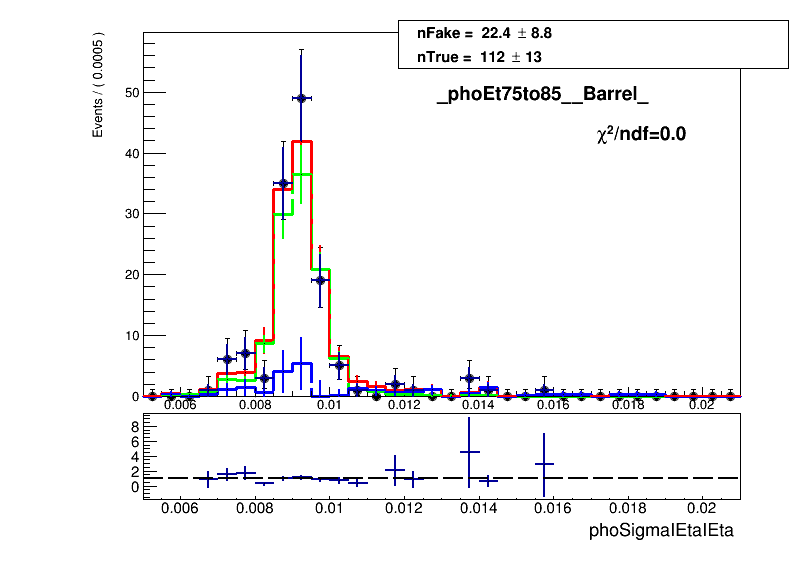 nFake = 22.4 ± 8.8
nTrue = 112 ± 13
_phoEt75to85__Barrel_
χ²/ndf=0.0
Events / ( 0.0005 )
50
40
30
20
10
0
0.006 0.008 0.01 0.012 0.014 0.016 0.018 0.02
8
6
4
2
0
0.006 0.008 0.01 0.012 0.014 0.016 0.018 0.02
phoSigmaIEtaIEta